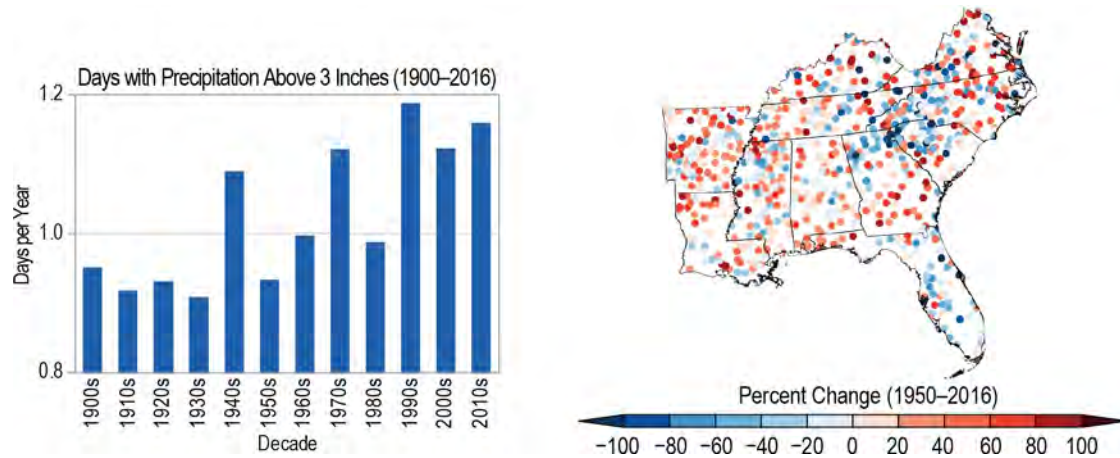 Days with Precipitation Above 3 Inches (1900–2016)
1.2
1.0
0.8
Days per Year
1900s
1910s
1920s
1930s
1940s
1950s
1960s
1970s
1980s
1990s
2000s
2010s
Decade
Percent Change (1950–2016)
−100 −80 −60 −40 −20 0 20 40 60 80 100